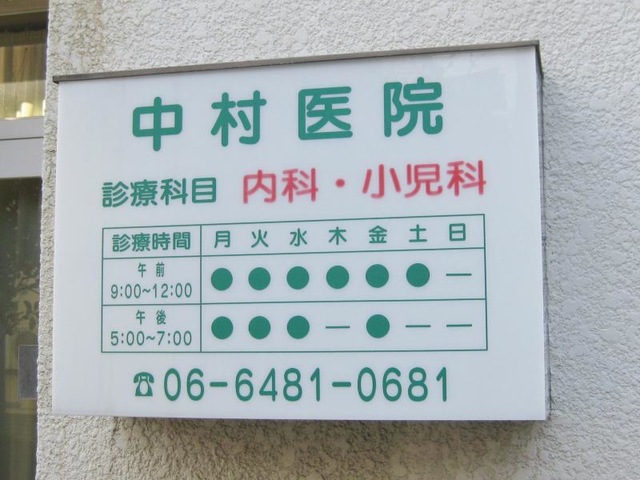 中村医院
診療科目 内科・小児科
診療時間 月 火 水 木 金 土 日
午前 9:00~12:00 ● ● ● ● ● ● —
午後 5:00~7:00 ● ● ● — ● — —
☎06-6481-0681